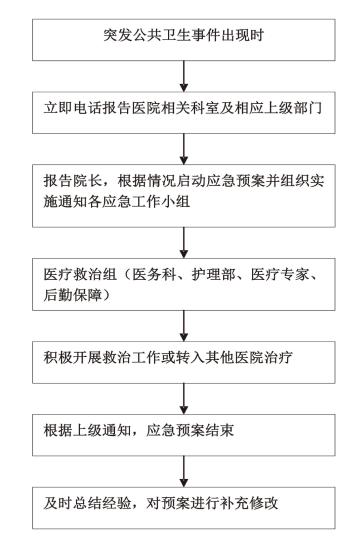 突发公共卫生事件出现时
立即电话报告医院相关科室及相应上级部门
报告院长，根据情况启动应急预案并组织实
施通知各应急工作小组
医疗救治组（医务科、护理部、医疗专家、
后勤保障）
积极开展救治工作或转入其他医院治疗
根据上级通知，应急预案结束
及时总结经验，对预案进行补充修改